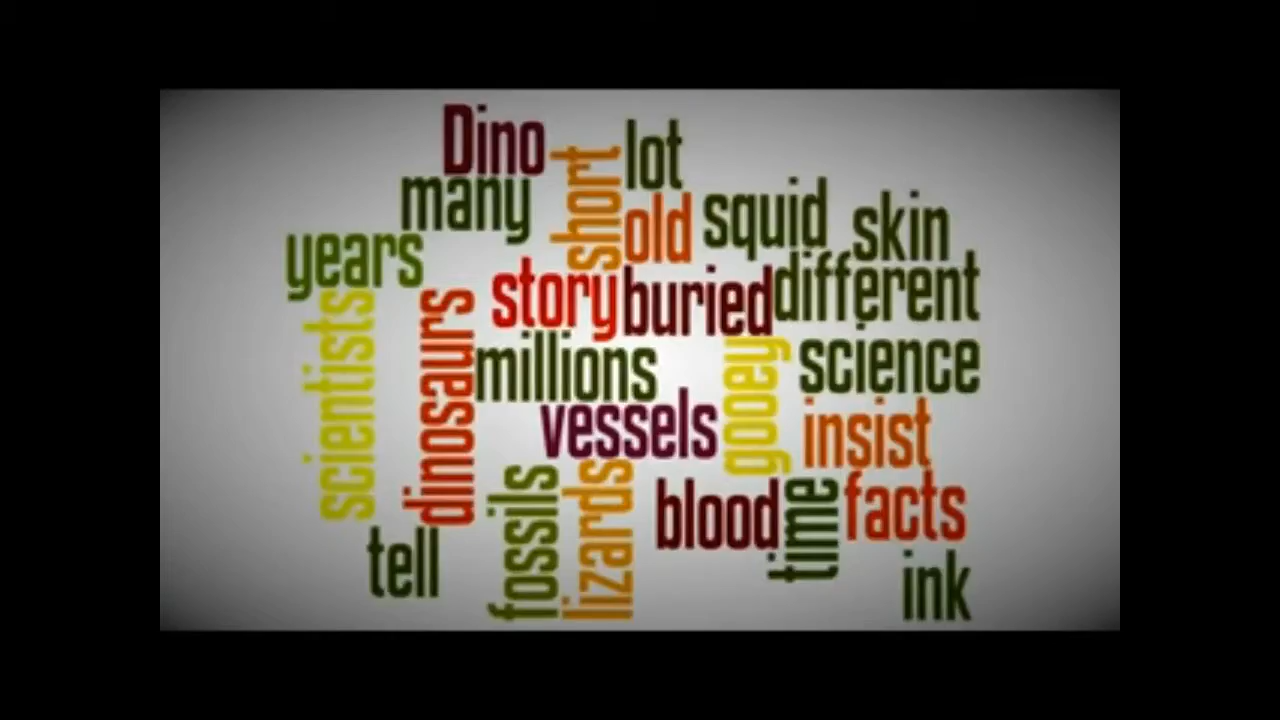 Dino
short
lot
many
old
squid
skin
years
story
buried
different
scientists
dinosaurs
millions
gooey
science
vessels
insist
fossils
lizards
blood
time
facts
tell
ink